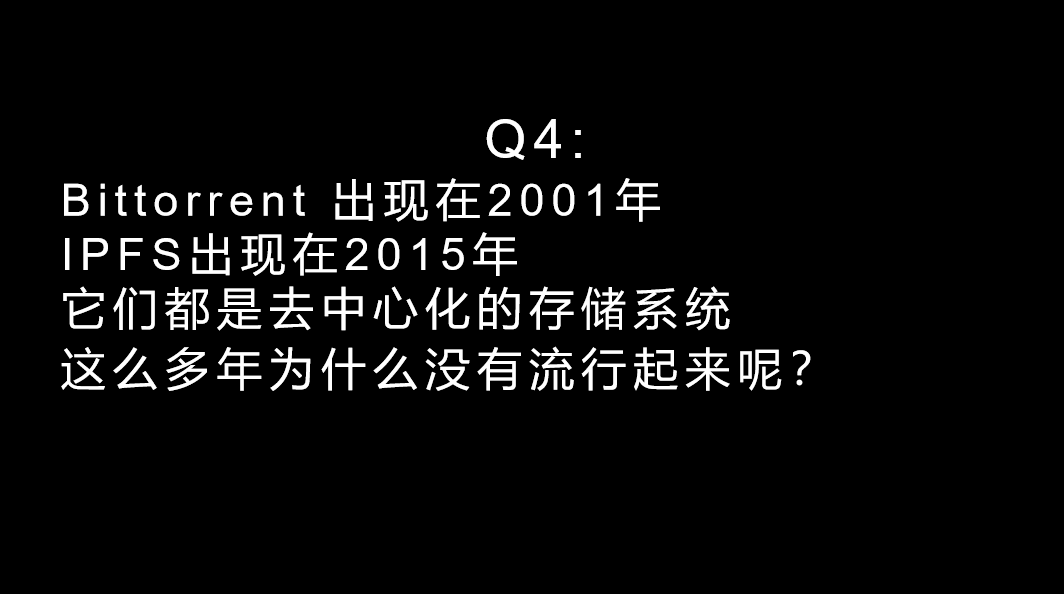 Q4:
Bittorrent 出现在2001年
IPFS出现在2015年
它们都是去中心化的存储系统
这么多年为什么没有流行起来呢？